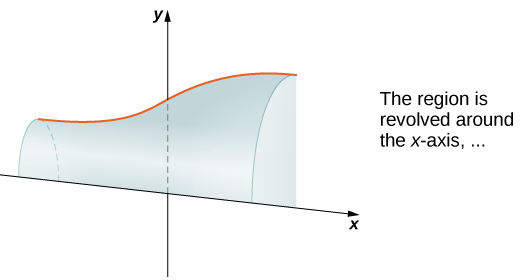 y
The region is
revolved around
the x-axis, ...
x